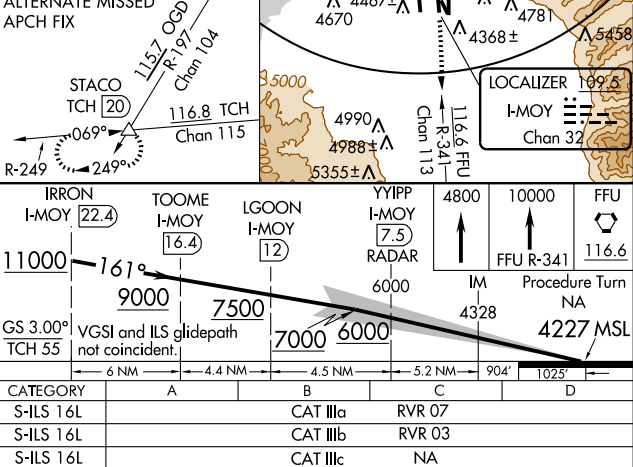 ALTERNATE MISSED
APCH FIX
115.7 OGD
R-197
Chan 104
STACO
TCH 20
116.8 TCH
Chan 115
069°
249°
R-249
4670
4781
4368±
5458
5000
4990
4988±
5355±
N
116.6 FFU
R-341
Chan 113
LOCALIZER 109.5
I-MOY
Chan 32
IRRON
I-MOY 22.4
TOOME
I-MOY
16.4
LGOON
I-MOY
12
YYIPP
I-MOY
7.5
RADAR
4800
10000
FFU R-341
FFU
116.6
11000
161°
9000
7500
7000
6000
6000
IM
4328
Procedure Turn
NA
4227 MSL
GS 3.00°
TCH 55
VGSI and ILS glidepath
not coincident.
6 NM
4.4 NM
4.5 NM
5.2 NM
904'
1025'
CATEGORY A B C D
S-ILS 16L CAT IIIa RVR 07
S-ILS 16L CAT IIIb RVR 03
S-ILS 16L CAT IIIc NA